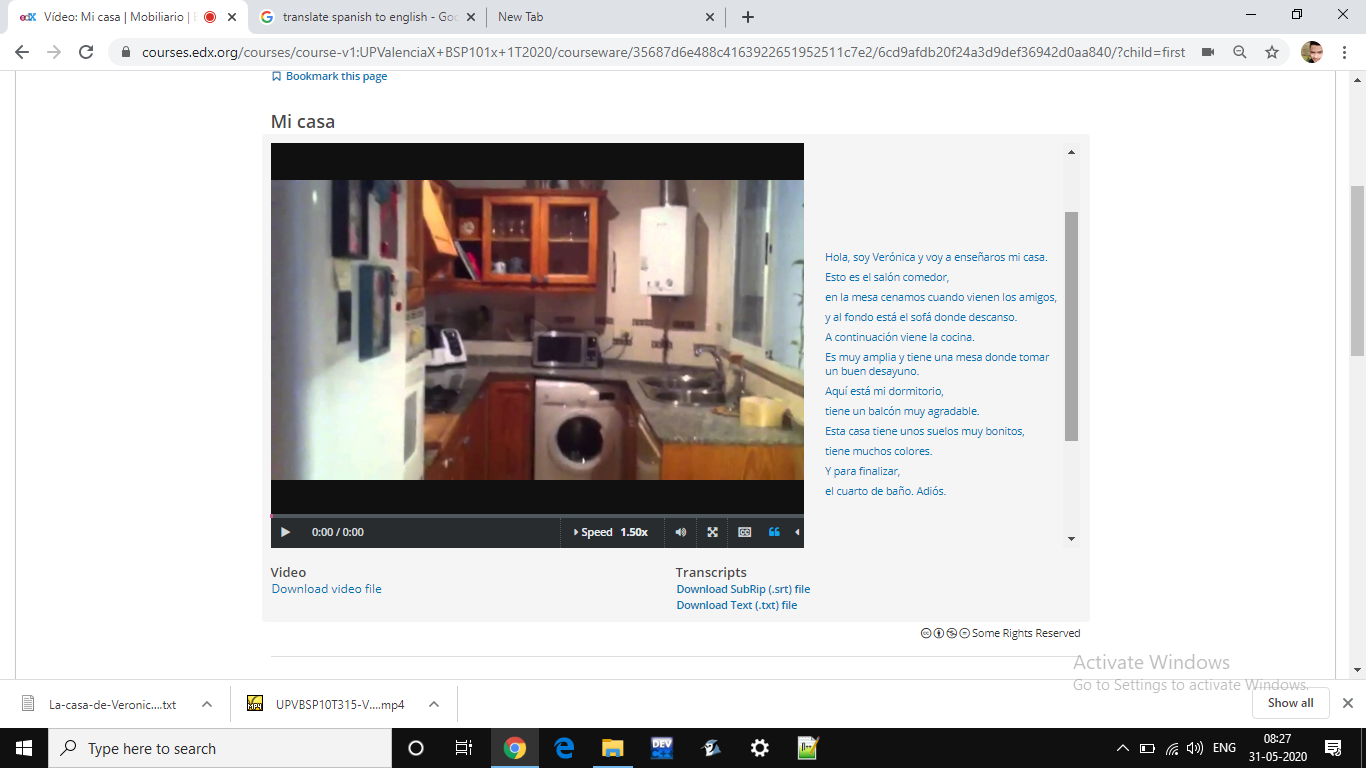 Vídeo: Mi casa | Mobiliario |
translate spanish to english - Goo
New Tab
courses.edx.org/courses/course-v1:UPValenciaX+BSP101x+1T2020/courseware/35687d6e488c4163922651952511c7e2/6cd9afdb20f24a3d9def36942d0aa840/?child=first
Bookmark this page
Mi casa
Hola, soy Verónica y voy a enseñaros mi casa.
Esto es el salón comedor,
en la mesa cenamos cuando vienen los amigos,
y al fondo está el sofá donde descanso.
A continuación viene la cocina.
Es muy amplia y tiene una mesa donde tomar
un buen desayuno.
Aquí está mi dormitorio,
tiene un balcón muy agradable.
Esta casa tiene unos suelos muy bonitos,
tiene muchos colores.
Y para finalizar,
el cuarto de baño. Adiós.
0:00 / 0:00
Speed 1.50x
Video
Download video file
Transcripts
Download SubRip (.srt) file
Download Text (.txt) file
Some Rights Reserved
Activate Windows
Go to Settings to activate Windows.
La-casa-de-Veronic....txt
UPVBSP10T315-V....mp4
Show all
Type here to search
DEV
ENG
08:27
31-05-2020